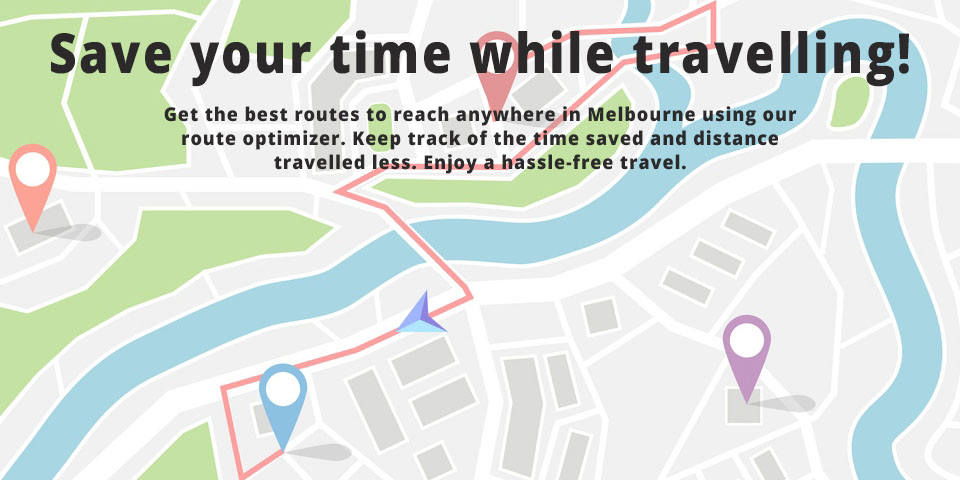 Save your time while travelling!
Get the best routes to reach anywhere in Melbourne using our
route optimizer. Keep track of the time saved and distance
travelled less. Enjoy a hassle-free travel.